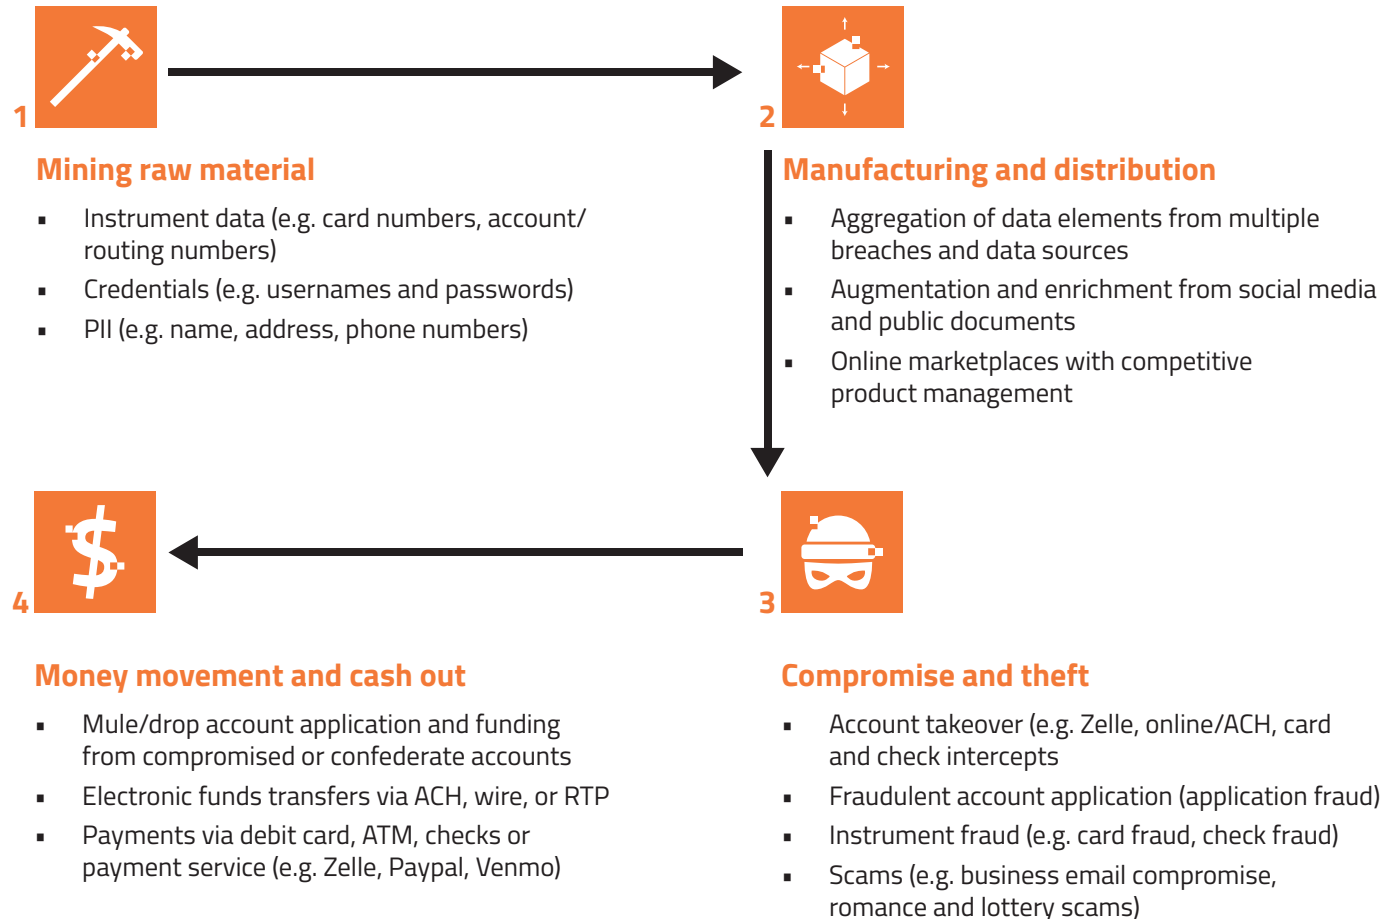 1
Mining raw material
▪ Instrument data (e.g. card numbers, account/
routing numbers)
▪ Credentials (e.g. usernames and passwords)
▪ PII (e.g. name, address, phone numbers)
2
Manufacturing and distribution
▪ Aggregation of data elements from multiple
breaches and data sources
▪ Augmentation and enrichment from social media
and public documents
▪ Online marketplaces with competitive
product management
3
Compromise and theft
▪ Account takeover (e.g. Zelle, online/ACH, card
and check intercepts
▪ Fraudulent account application (application fraud)
▪ Instrument fraud (e.g. card fraud, check fraud)
▪ Scams (e.g. business email compromise,
romance and lottery scams)
$
4
Money movement and cash out
▪ Mule/drop account application and funding
from compromised or confederate accounts
▪ Electronic funds transfers via ACH, wire, or RTP
▪ Payments via debit card, ATM, checks or
payment service (e.g. Zelle, Paypal, Venmo)